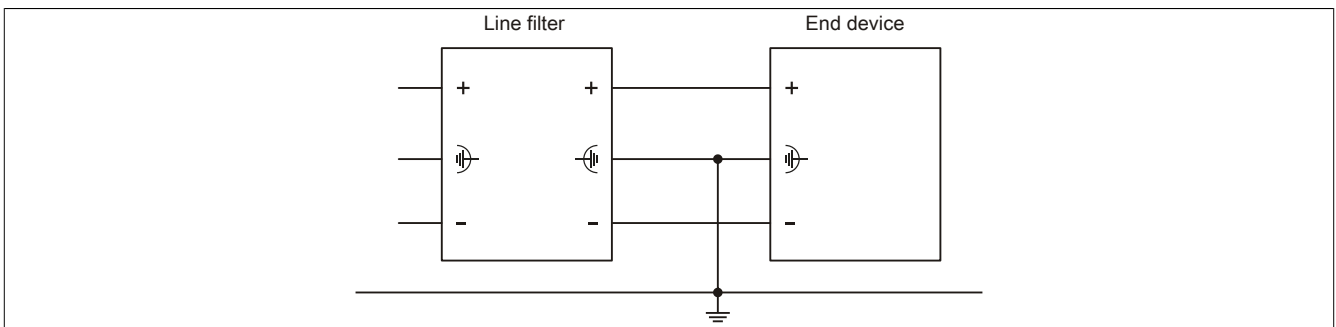 Line filter
End device
+ + +
- - -